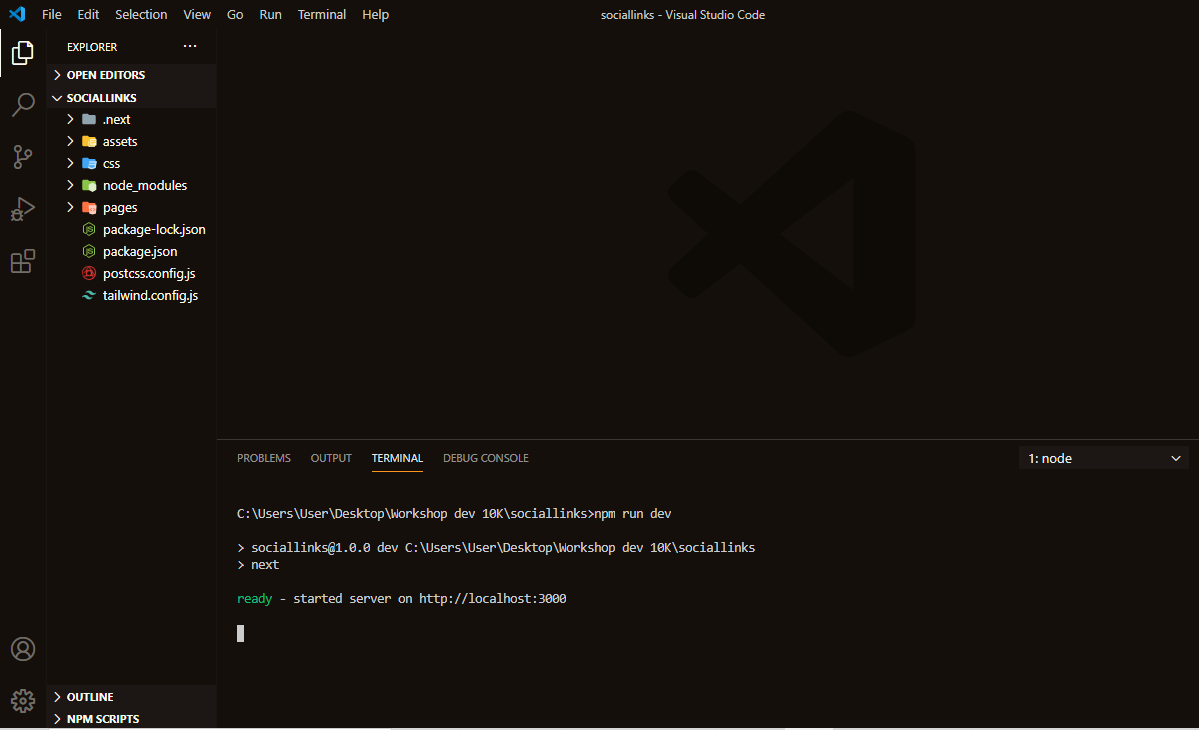 File Edit Selection View Go Run Terminal Help
sociallinks - Visual Studio Code
EXPLORER
OPEN EDITORS
SOCIALLINKS
.next
assets
css
node_modules
pages
package-lock.json
package.json
postcss.config.js
tailwind.config.js
OUTLINE
NPM SCRIPTS
PROBLEMS OUTPUT TERMINAL DEBUG CONSOLE
1: node
C:\Users\User\Desktop\Workshop dev 10K\sociallinks>npm run dev
> sociallinks@1.0.0 dev C:\Users\User\Desktop\Workshop dev 10K\sociallinks
> next
ready - started server on http://localhost:3000